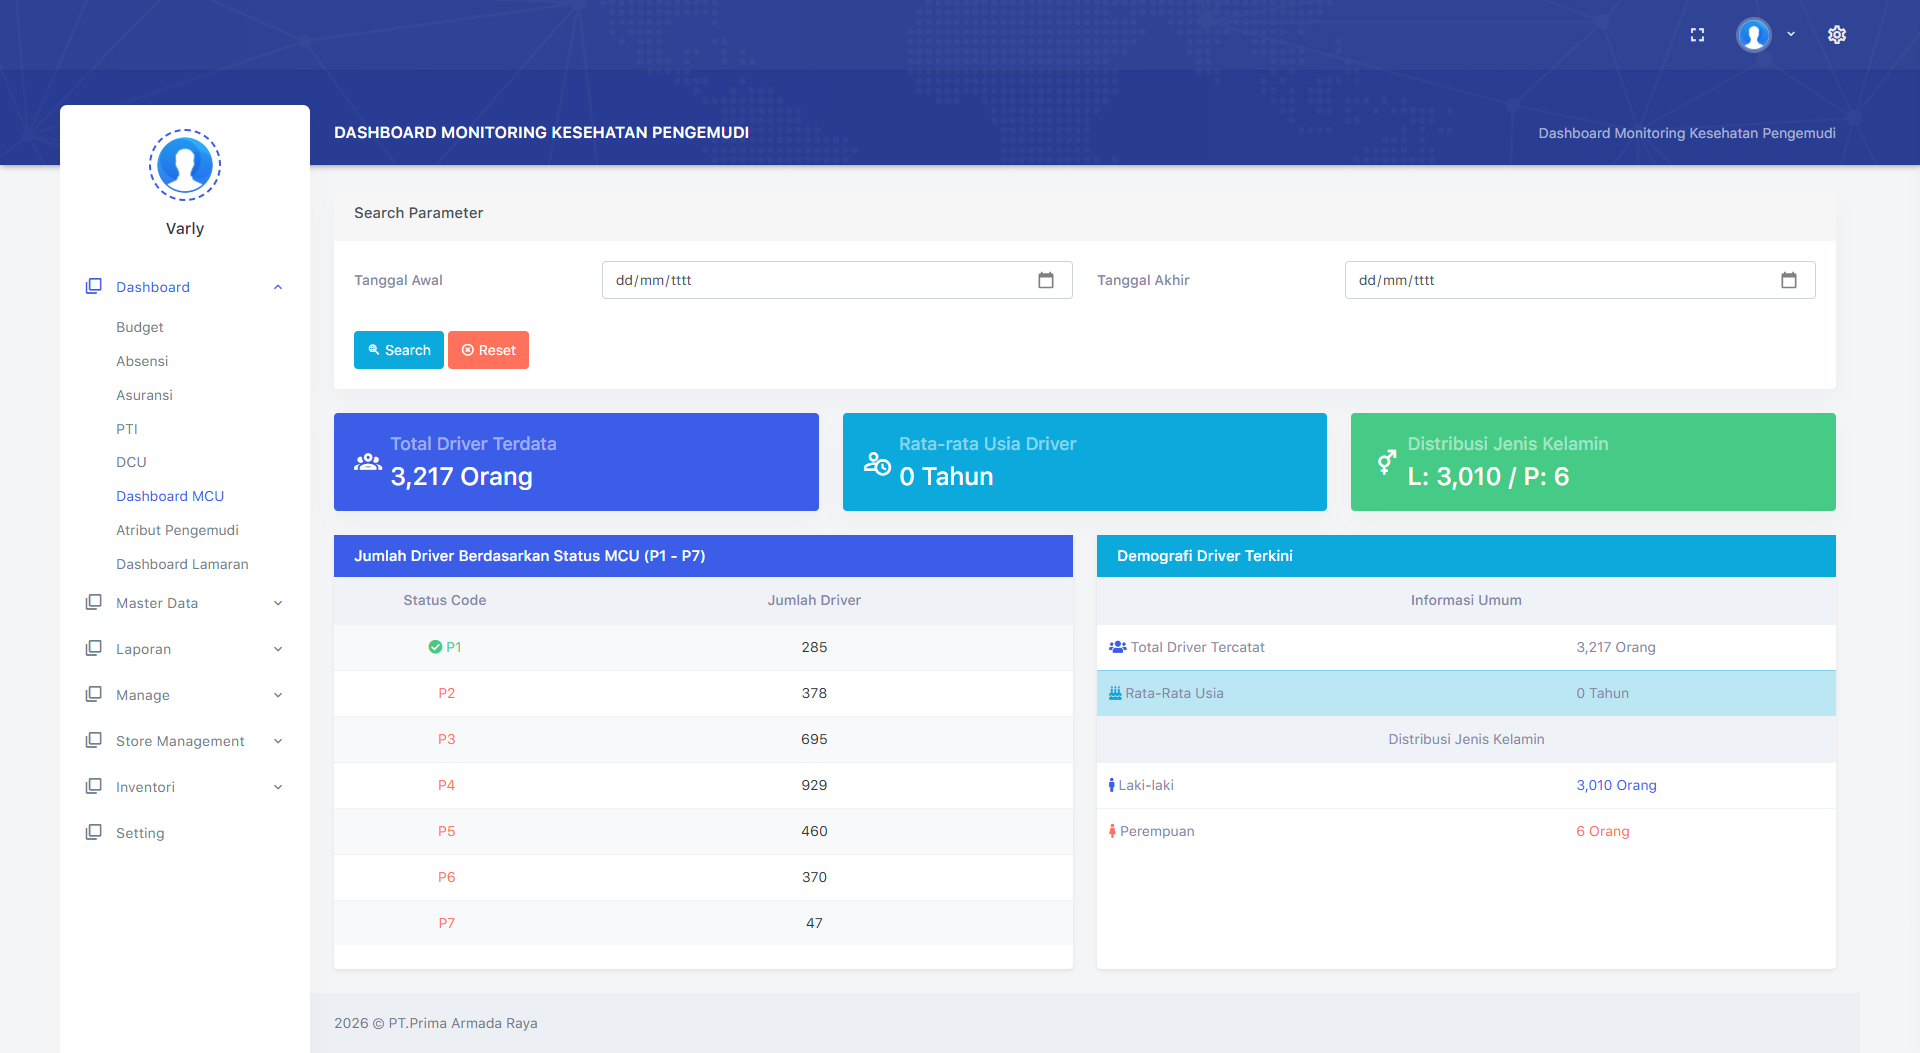 DASHBOARD MONITORING KESEHATAN PENGEMUDI
Dashboard Monitoring Kesehatan Pengemudi
Varly
Dashboard
Budget
Absensi
Asuransi
PTI
DCU
Dashboard MCU
Atribut Pengemudi
Dashboard Lamaran
Master Data
Laporan
Manage
Store Management
Inventori
Setting
Search Parameter
Tanggal Awal
dd/mm/tttt
Tanggal Akhir
dd/mm/tttt
Search
Reset
Total Driver Terdata
3,217 Orang
Rata-rata Usia Driver
0 Tahun
Distribusi Jenis Kelamin
L: 3,010 / P: 6
Jumlah Driver Berdasarkan Status MCU (P1 - P7)
Status Code Jumlah Driver
P1 285
P2 378
P3 695
P4 929
P5 460
P6 370
P7 47
Demografi Driver Terkini
Informasi Umum
Total Driver Tercatat 3,217 Orang
Rata-Rata Usia 0 Tahun
Distribusi Jenis Kelamin
Laki-laki 3,010 Orang
Perempuan 6 Orang
2026 © PT.Prima Armada Raya